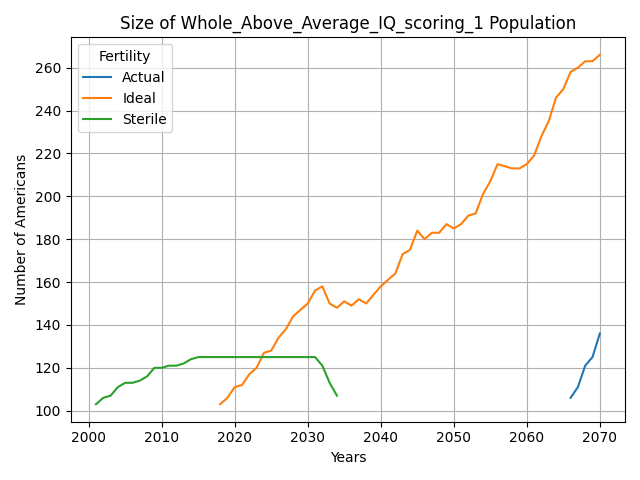 Size of Whole_Above_Average_IQ_scoring_1 Population
Fertility
Actual
Ideal
Sterile
Number of Americans
260
240
220
200
180
160
140
120
100
2000
2010
2020
2030
2040
2050
2060
2070
Years